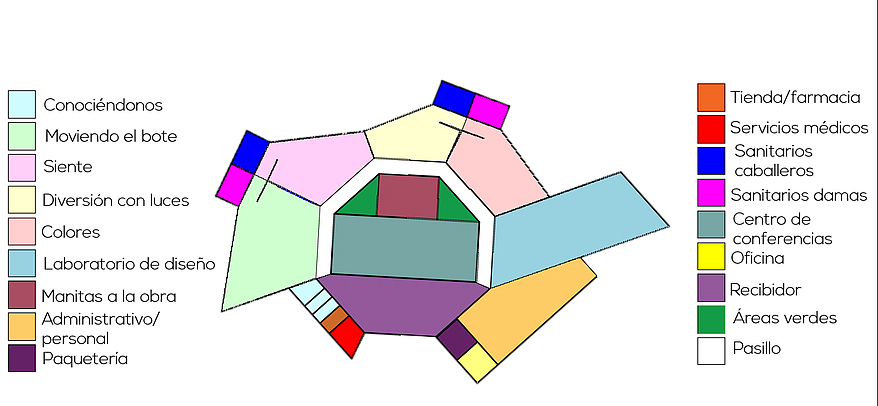 Conociéndonos
Moviendo el bote
Siente
Diversión con luces
Colores
Laboratorio de diseño
Manitas a la obra
Administrativo/
personal
Paquetería
Tienda/farmacia
Servicios médicos
Sanitarios
caballeros
Sanitarios damas
Centro de
conferencias
Oficina
Recibidor
Áreas verdes
Pasillo